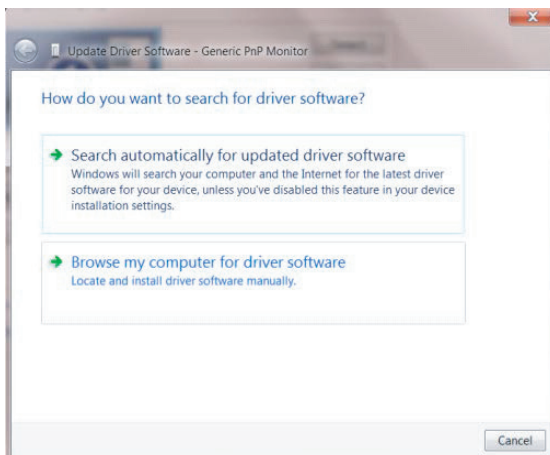 Update Driver Software - Generic PnP Monitor
How do you want to search for driver software?
Search automatically for updated driver software
Windows will search your computer and the Internet for the latest driver
software for your device, unless you've disabled this feature in your device
installation settings.
Browse my computer for driver software
Locate and install driver software manually.
Cancel